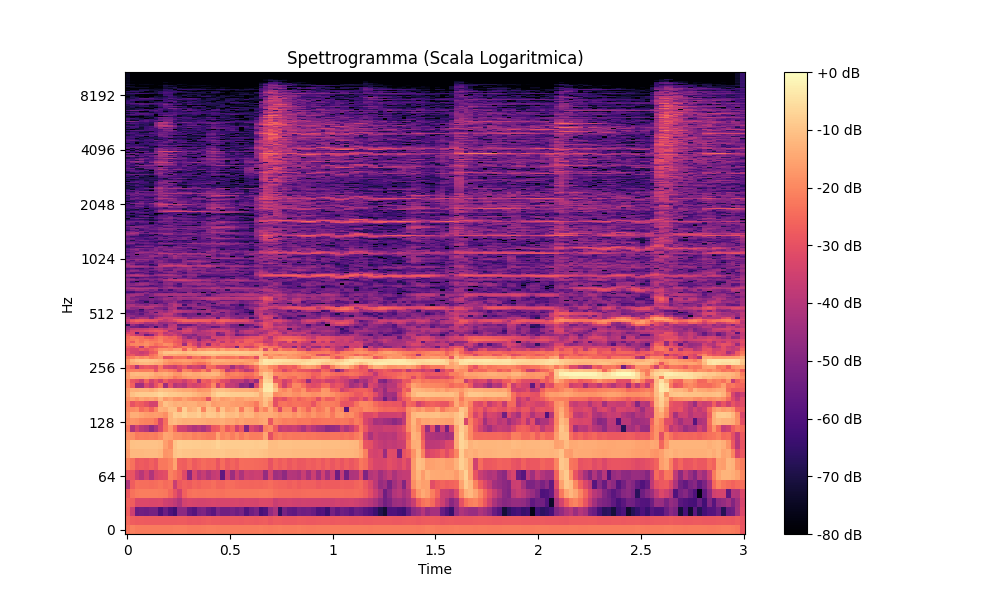 Spettrogramma (Scala Logaritmica)
Hz
8192
4096
2048
1024
512
256
128
64
0
0
0.5
1
1.5
2
2.5
3
Time
+0 dB
-10 dB
-20 dB
-30 dB
-40 dB
-50 dB
-60 dB
-70 dB
-80 dB